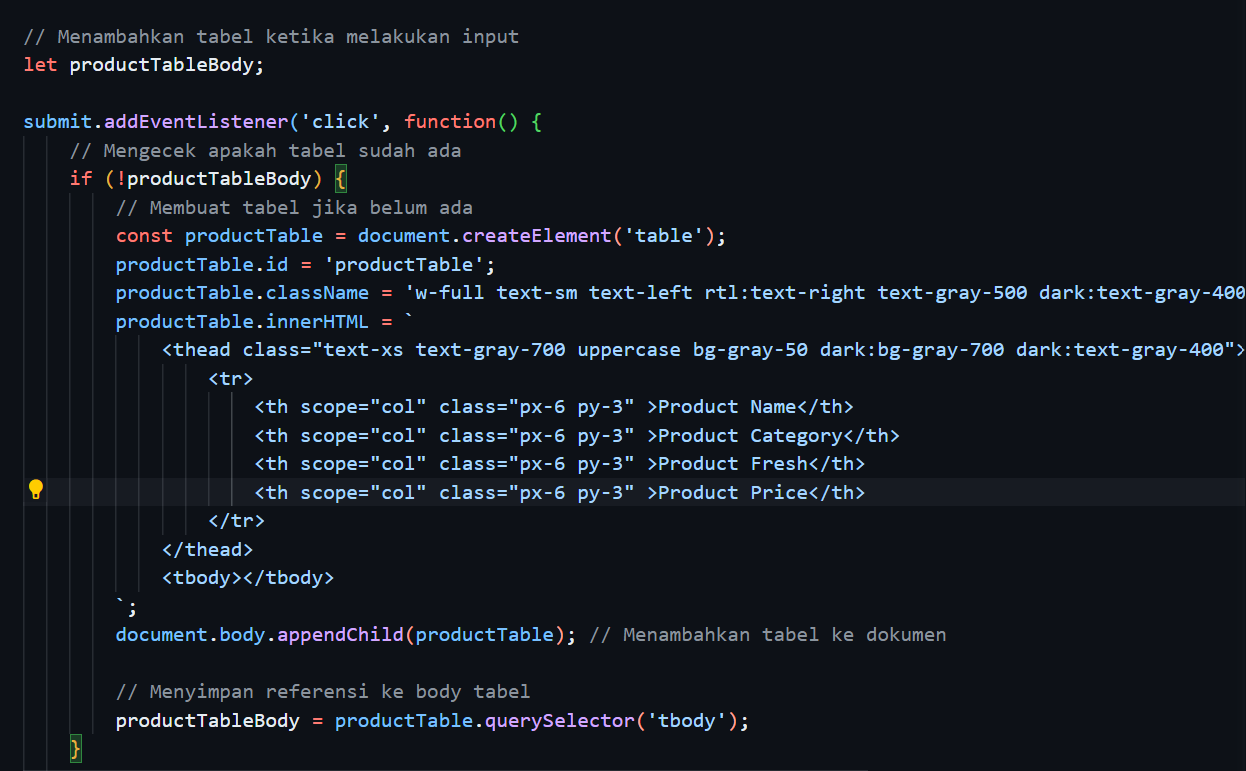 // Menambahkan tabel ketika melakukan input
let productTableBody;
submit.addEventListener('click', function() {
// Mengecek apakah tabel sudah ada
if (!productTableBody) {
// Membuat tabel jika belum ada
const productTable = document.createElement('table');
productTable.id = 'productTable';
productTable.className = 'w-full text-sm text-left rtl:text-right text-gray-500 dark:text-gray-400
productTable.innerHTML = `
<thead class="text-xs text-gray-700 uppercase bg-gray-50 dark:bg-gray-700 dark:text-gray-400">
<tr>
<th scope="col" class="px-6 py-3" >Product Name</th>
<th scope="col" class="px-6 py-3" >Product Category</th>
<th scope="col" class="px-6 py-3" >Product Fresh</th>
<th scope="col" class="px-6 py-3" >Product Price</th>
</tr>
</thead>
<tbody></tbody>
`;
document.body.appendChild(productTable); // Menambahkan tabel ke dokumen
// Menyimpan referensi ke body tabel
productTableBody = productTable.querySelector('tbody');
}